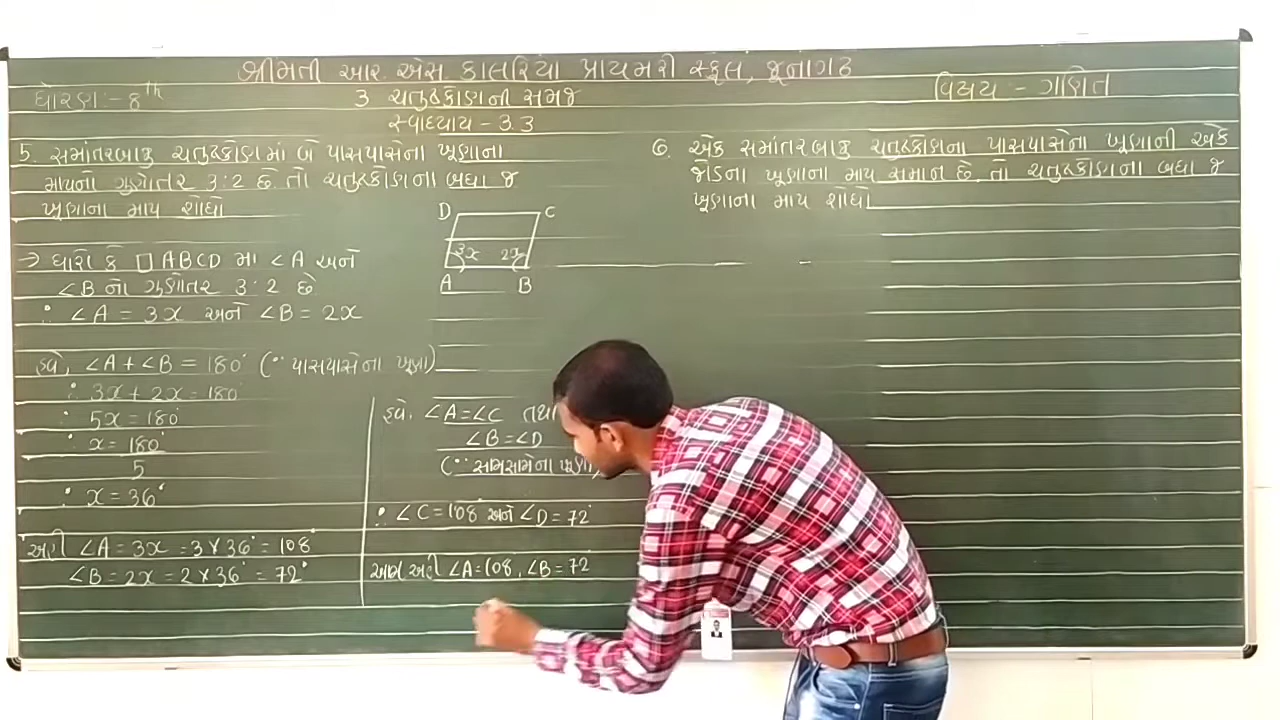 શ્રીમતી આર. એસ. કાલરિયા પ્રાયમરી સ્કૂલ, જૂનાગઢ
ધોરણ:- 8th
3 ચતુષ્કોણની સમજ
વિષય - ગણિત
સ્વાધ્યાય - 3.3
5. સમાંતરબાજુ ચતુષ્કોણમાં બે પાસપાસેના ખૂણાના
માપનો ગુણોતર 3:2 છે તો ચતુષ્કોણના બધા જ
ખૂણાના માપ શોધો
D C
3x 2x
A B
→ ધારો કે □ABCD મા ∠A અને
∠B નો ગુણોતર 3:2 છે
∴ ∠A = 3x અને ∠B = 2x
હવે, ∠A + ∠B = 180° (∵ પાસપાસેના ખૂણા)
∴ 3x + 2x = 180
∴ 5x = 180°
∴ x = 180°
5
∴ x = 36°
અહી ∠A = 3x = 3 × 36° = 108°
∠B = 2x = 2 × 36° = 72°
હવે, ∠A = ∠C તથા
∠B = ∠D
(∵ સામસામેના ખૂણા)
∴ ∠C = 108° અને ∠D = 72°
આમ અહી ∠A = 108, ∠B = 72°
6. એક સમાંતરબાજુ ચતુષ્કોણના પાસપાસેના ખૂણાની એક
જોડના ખૂણાના માપ સમાન છે. તો ચતુષ્કોણના બધા જ
ખૂણાના માપ શોધો